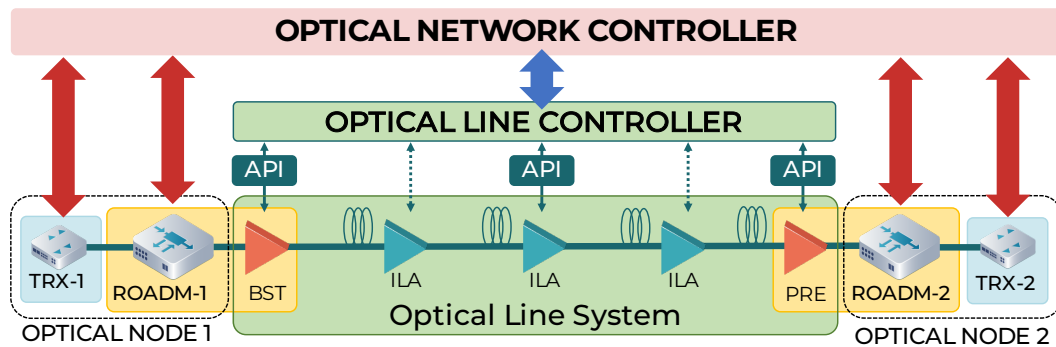 OPTICAL NETWORK CONTROLLER
OPTICAL LINE CONTROLLER
API
API
API
TRX-1
ROADM-1
BST
ILA
ILA
ILA
PRE
ROADM-2
TRX-2
Optical Line System
OPTICAL NODE 1
OPTICAL NODE 2